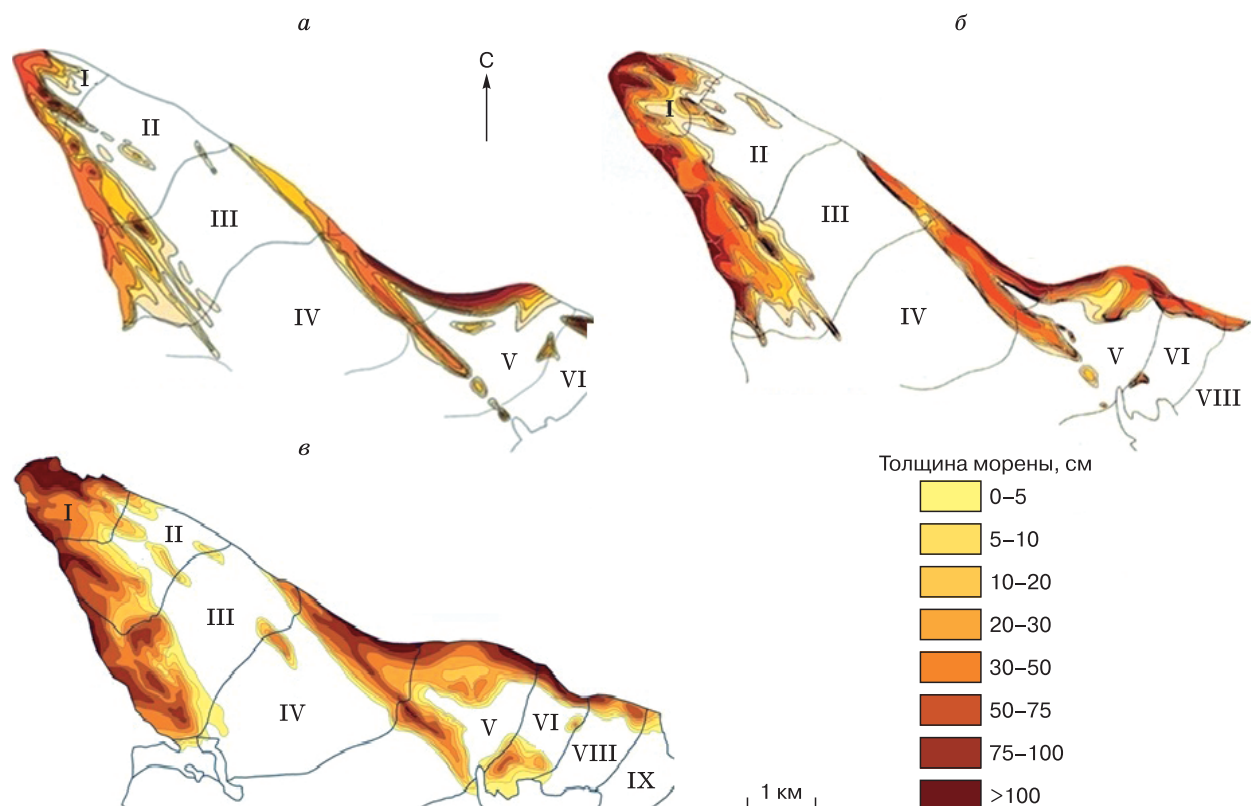 а
б
С
I
II
III
IV
V
VI
I
II
III
IV
V
VI
VIII
в
I
II
III
IV
V
VI
VIII
IX
Толщина морены, см
0–5
5–10
10–20
20–30
30–50
50–75
75–100
>100
1 км